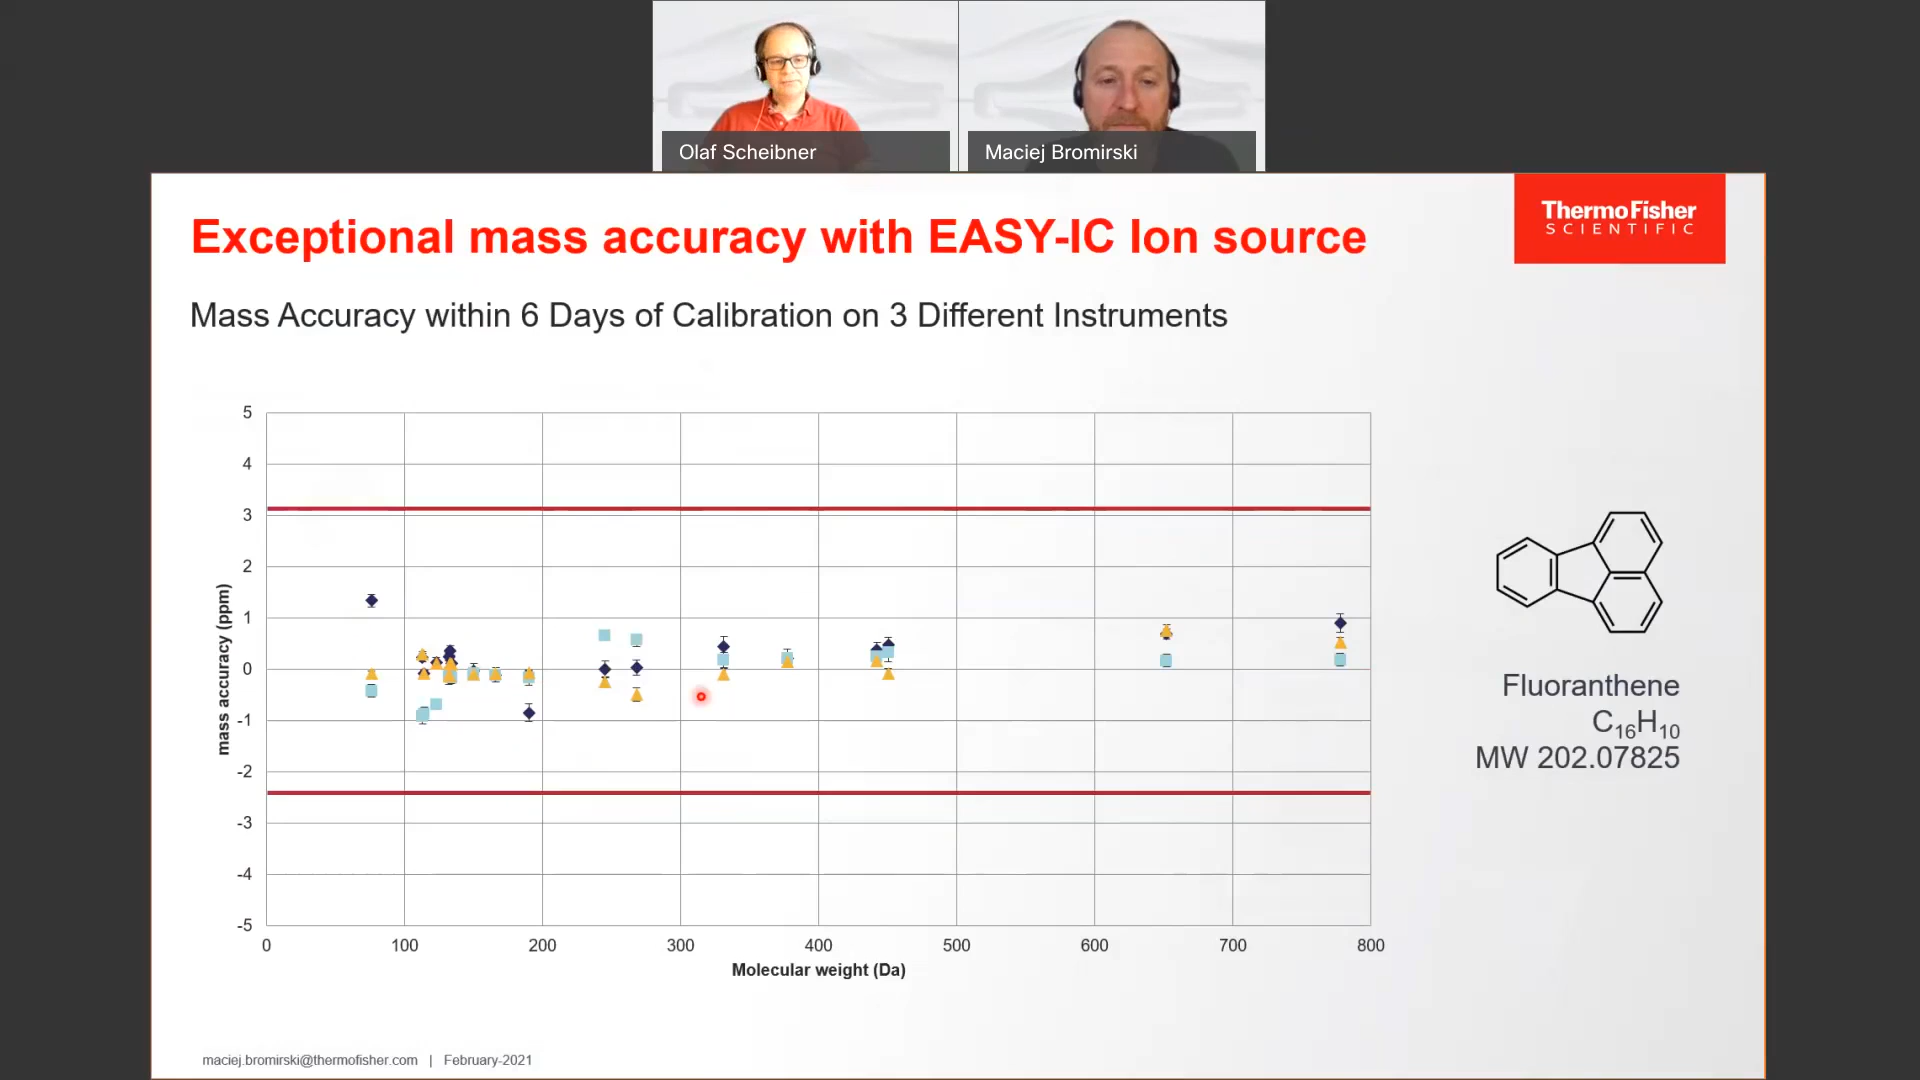 Olaf Scheibner
Maciej Bromirski
ThermoFisher
SCIENTIFIC
Exceptional mass accuracy with EASY-IC Ion source
Mass Accuracy within 6 Days of Calibration on 3 Different Instruments
5
4
3
2
1
0
-1
-2
-3
-4
-5
mass accuracy (ppm)
0 100 200 300 400 500 600 700 800
Molecular weight (Da)
Fluoranthene
C₁₆H₁₀
MW 202.07825
maciej.bromirski@thermofisher.com | February-2021